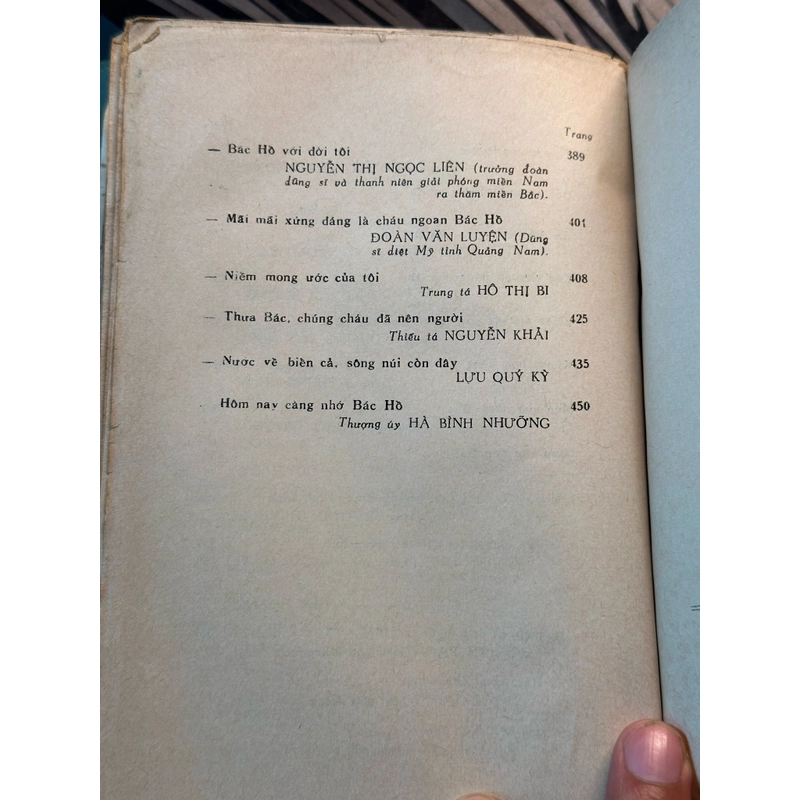 Trang
— Bác Hồ với đời tôi 389
NGUYỄN THỊ NGỌC LIÊN (trưởng đoàn
dũng sĩ và thanh niên giải phóng miền Nam
ra thăm miền Bắc).
— Mãi mãi xứng đáng là cháu ngoan Bác Hồ 401
ĐOÀN VĂN LUYỆN (Dũng
sĩ diệt Mỹ tỉnh Quảng Nam).
— Niềm mong ước của tôi 408
Trung tá HỒ THỊ BI
— Thưa Bác, chúng cháu đã nên người 425
Thiếu tá NGUYỄN KHẢI
— Nước về biển cả, sông núi còn đây 435
LƯU QUÝ KỲ
Hôm nay càng nhớ Bác Hồ 450
Thượng úy HÀ BÌNH NHƯỠNG